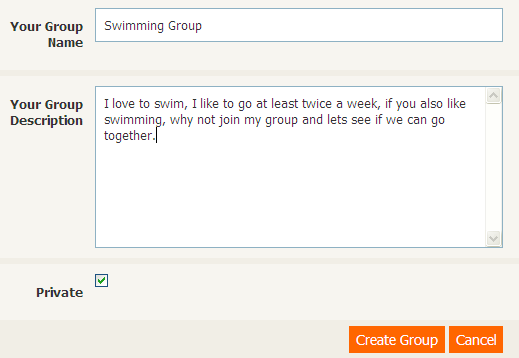 Your Group Name
Swimming Group
Your Group Description
I love to swim, I like to go at least twice a week, if you also like
swimming, why not join my group and lets see if we can go
together.
Private
Create Group
Cancel